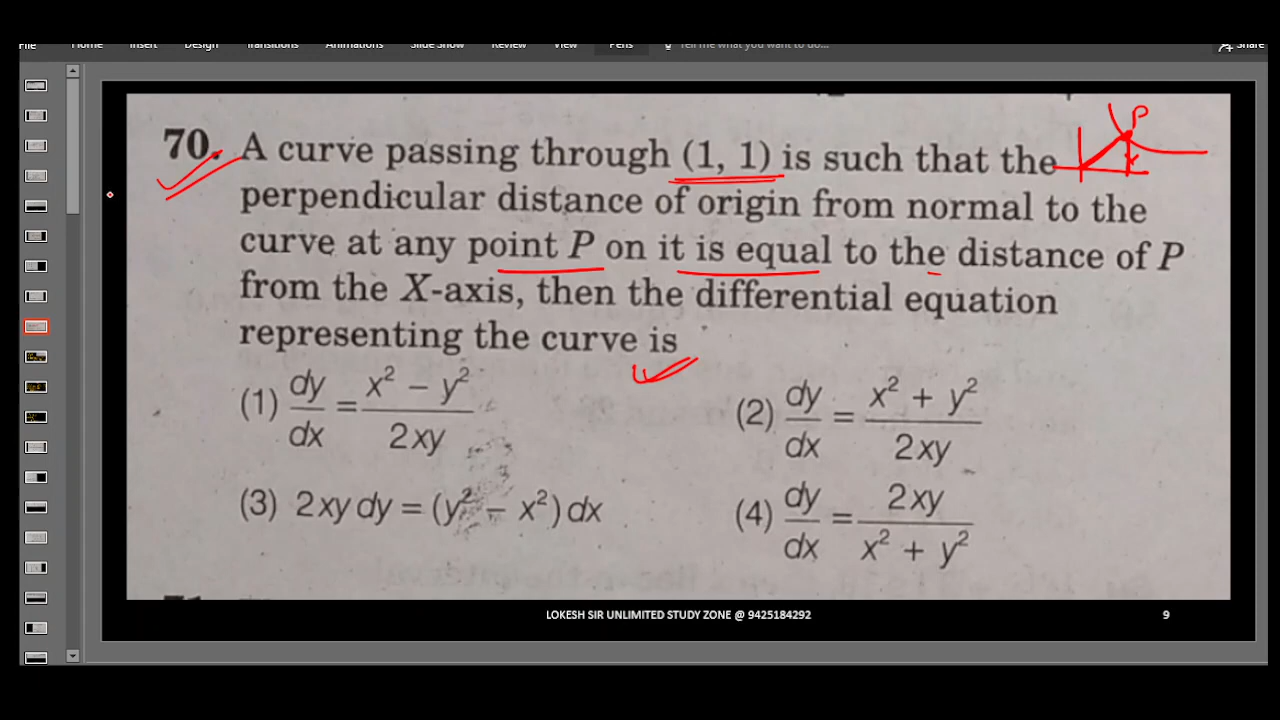 File Home Insert Design Transitions Animations Slide Show Review View Pens Tell me what you want to do... Share
70. A curve passing through (1, 1) is such that the
perpendicular distance of origin from normal to the
curve at any point P on it is equal to the distance of P
from the X-axis, then the differential equation
representing the curve is
P
(1) dy/dx = (x² − y²)/2xy (2) dy/dx = (x² + y²)/2xy
(3) 2xy dy = (y² − x²) dx (4) dy/dx = 2xy/(x² + y²)
LOKESH SIR UNLIMITED STUDY ZONE @ 9425184292 9